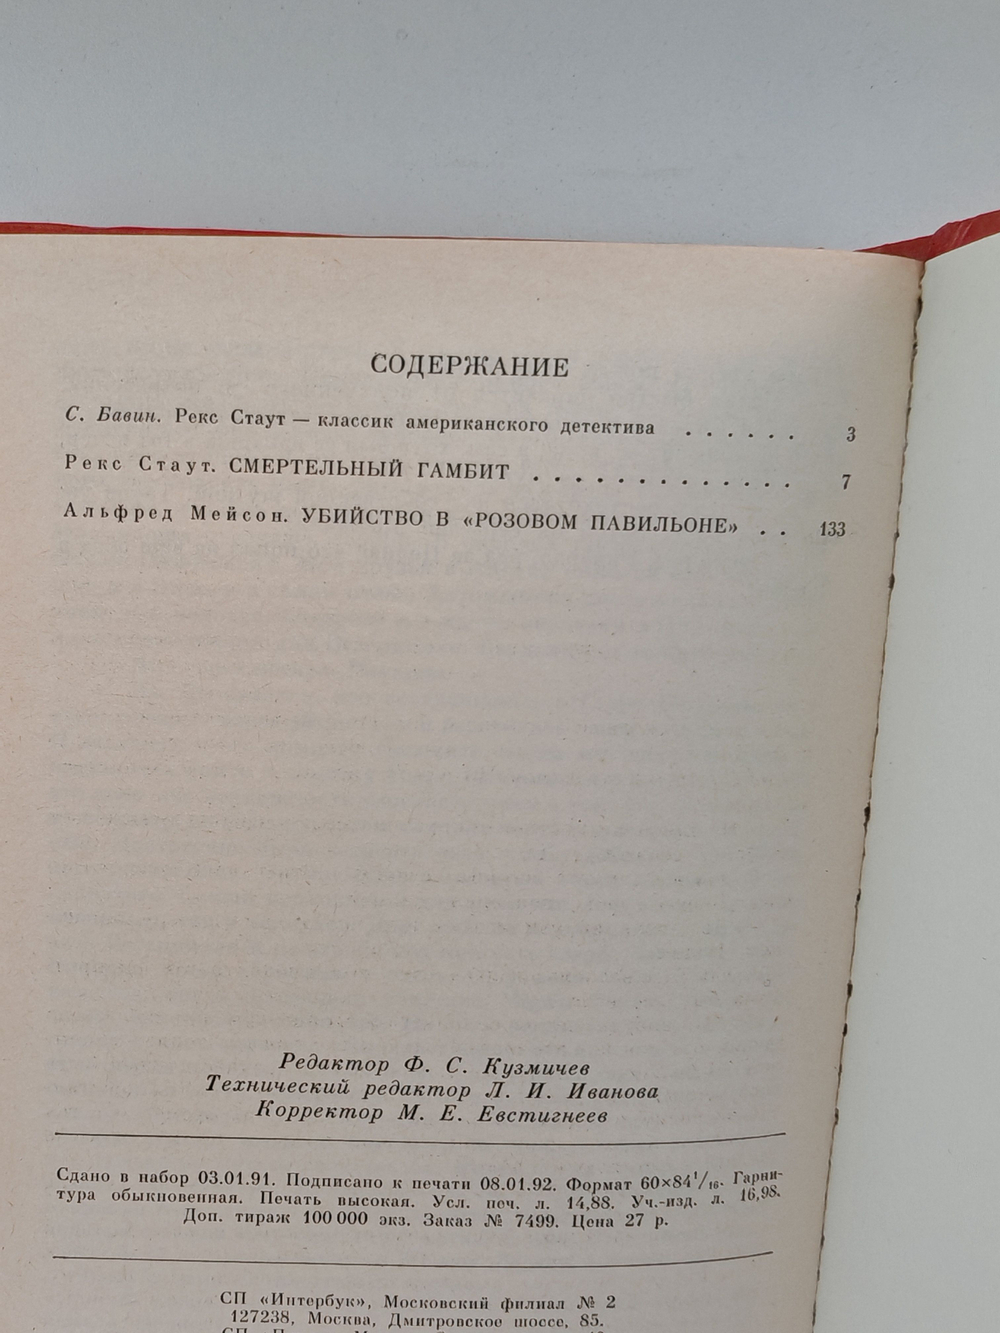 СОДЕРЖАНИЕ
С. Бавин. Рекс Стаут — классик американского детектива . . . . . . 3
Рекс Стаут. СМЕРТЕЛЬНЫЙ ГАМБИТ . . . . . . . . . . . . . 7
Альфред Мейсон. УБИЙСТВО В «РОЗОВОМ ПАВИЛЬОНЕ» . . 133
Редактор Ф. С. Кузмичев
Технический редактор Л. И. Иванова
Корректор М. Е. Евстигнеев
Сдано в набор 03.01.91. Подписано к печати 08.01.92. Формат 60×84¹/₁₆. Гарни-
тура обыкновенная. Печать высокая. Усл. печ. л. 14,88. Уч.-изд. л. 16,98.
Доп. тираж 100 000 экз. Заказ № 7499. Цена 27 р.
СП «Интербук», Московский филиал № 2
127238, Москва, Дмитровское шоссе, 85.